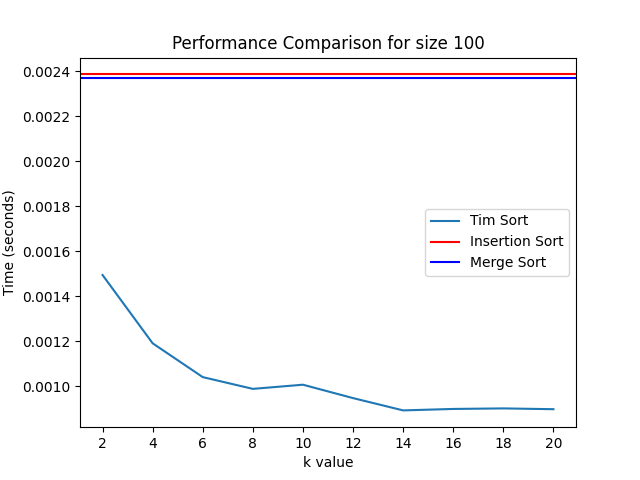 Performance Comparison for size 100
Time (seconds)
0.0024
0.0022
0.0020
0.0018
0.0016
0.0014
0.0012
0.0010
Tim Sort
Insertion Sort
Merge Sort
2 4 6 8 10 12 14 16 18 20
k value